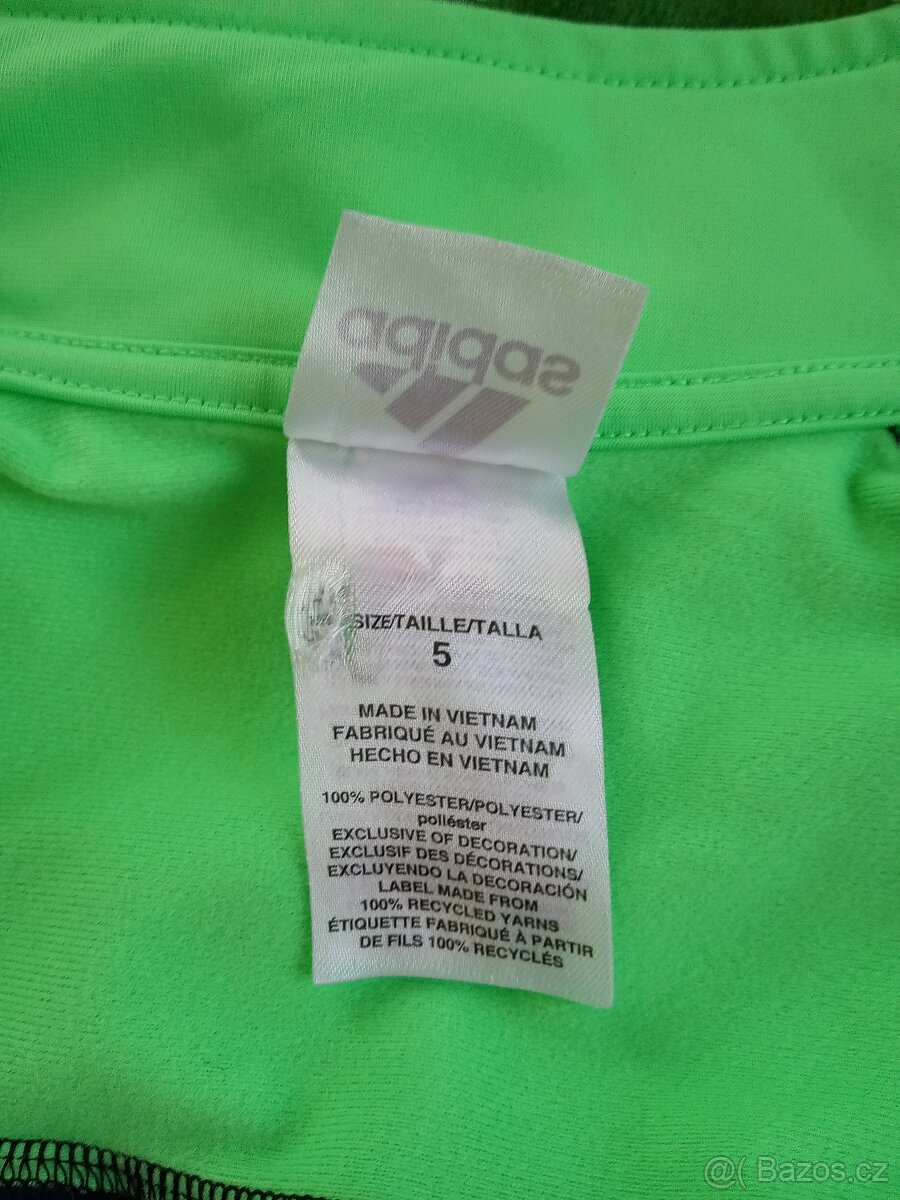 adidas
SIZE/TAILLE/TALLA
5
MADE IN VIETNAM
FABRIQUÉ AU VIETNAM
HECHO EN VIETNAM
100% POLYESTER/POLYESTER/
poliéster
EXCLUSIVE OF DECORATION/
EXCLUSIF DES DÉCORATIONS/
EXCLUYENDO LA DECORACIÓN
LABEL MADE FROM
100% RECYCLED YARNS
ÉTIQUETTE FABRIQUÉ À PARTIR
DE FILS 100% RECYCLÉS
@( Bazos.cz